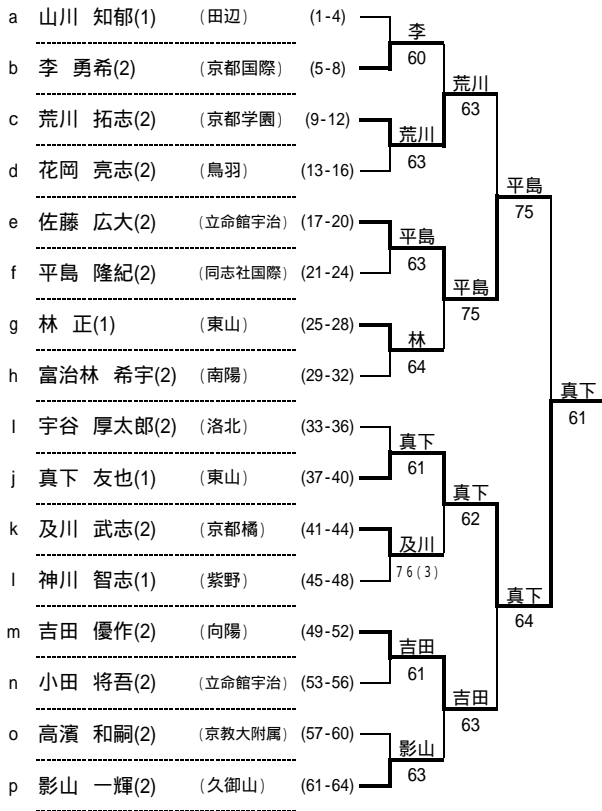 a 山川 知郁(1) (田辺) (1-4)
李
60
b 李 勇希(2) (京都国際) (5-8)
荒川
63
c 荒川 拓志(2) (京都学園) (9-12)
荒川
63
d 花岡 亮志(2) (鳥羽) (13-16)
平島
75
e 佐藤 広大(2) (立命館宇治) (17-20)
平島
63
f 平島 隆紀(2) (同志社国際) (21-24)
平島
75
g 林 正(1) (東山) (25-28)
林
64
h 富治林 希宇(2) (南陽) (29-32)
真下
61
I 宇谷 厚太郎(2) (洛北) (33-36)
真下
61
j 真下 友也(1) (東山) (37-40)
真下
62
k 及川 武志(2) (京都橘) (41-44)
及川
76(3)
l 神川 智志(1) (紫野) (45-48)
真下
64
m 吉田 優作(2) (向陽) (49-52)
吉田
61
n 小田 将吾(2) (立命館宇治) (53-56)
吉田
63
o 高濱 和嗣(2) (京教大附属) (57-60)
影山
63
p 影山 一輝(2) (久御山) (61-64)